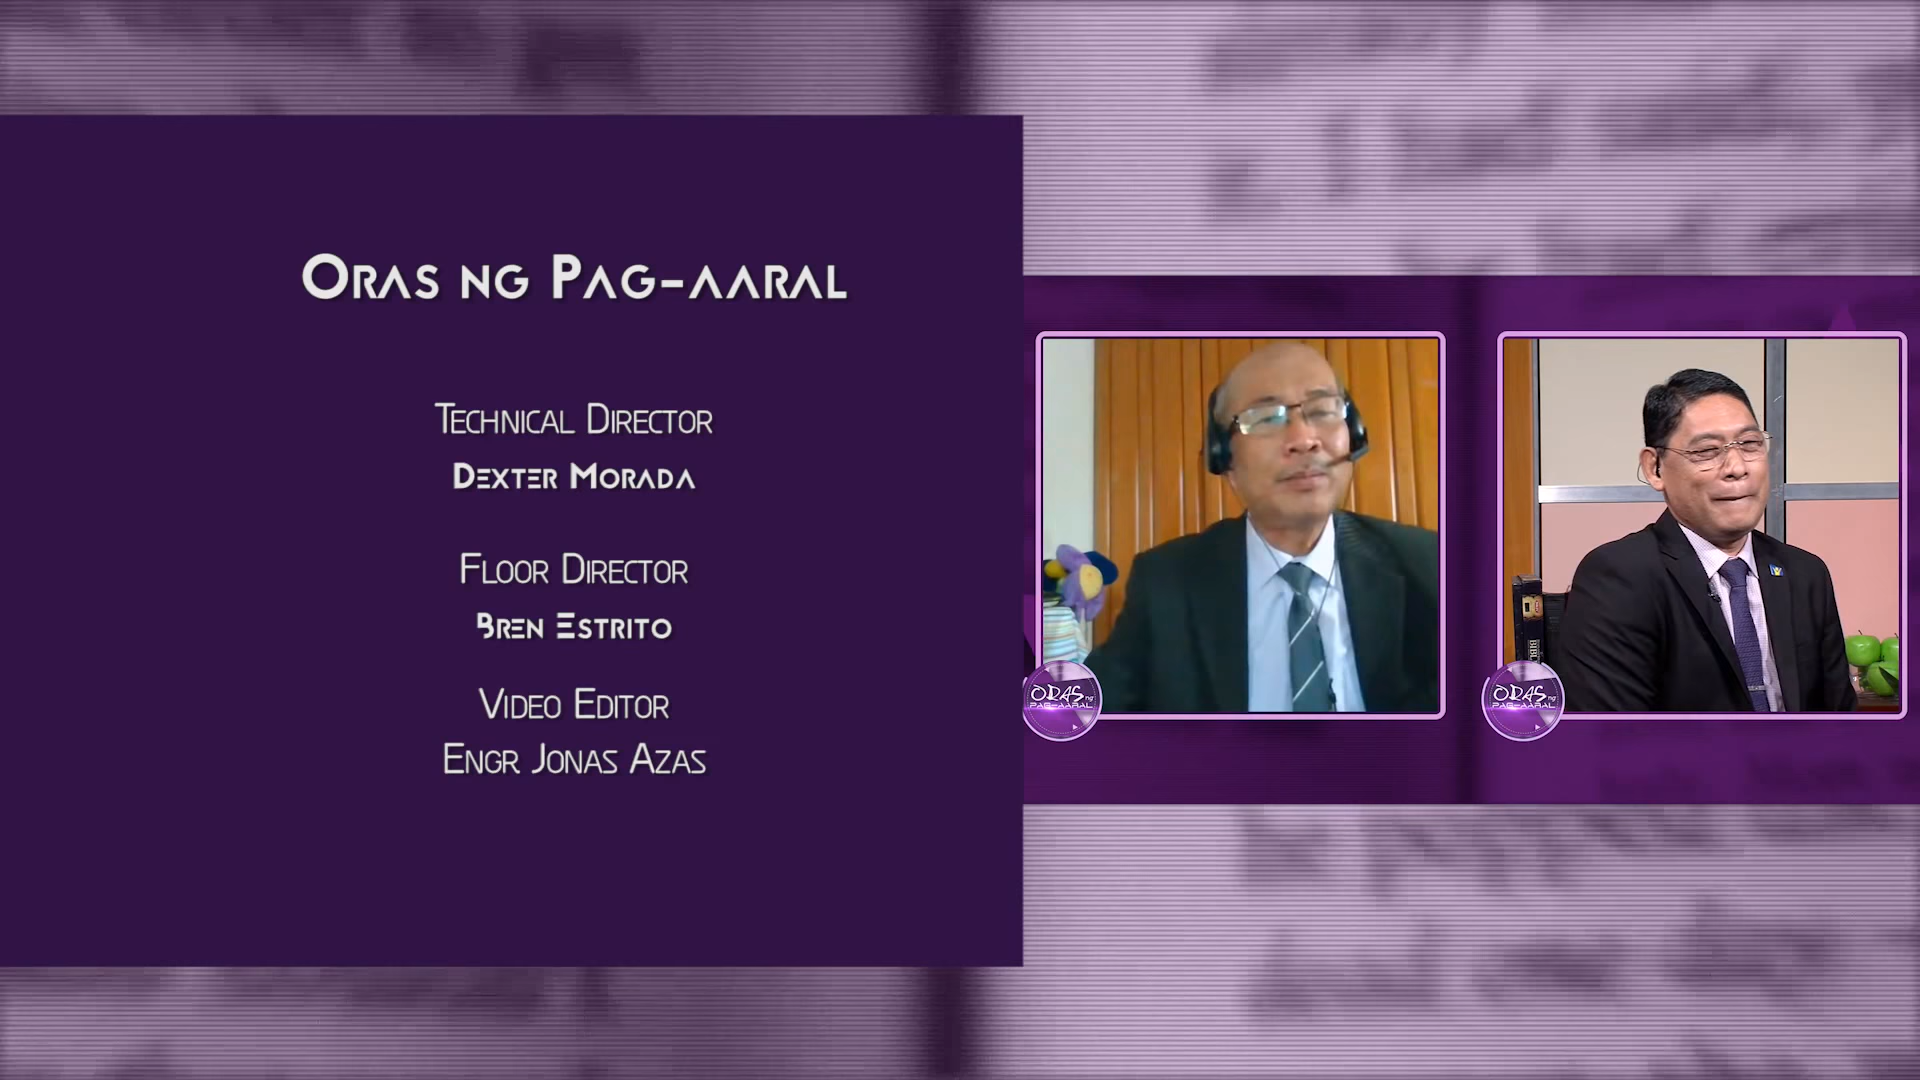 Oras ng Pag-aaral
Technical Director
Dexter Morada
Floor Director
Bren Estrito
Video Editor
Engr Jonas Azas
ORAS ng
PAG-AARAL
ORAS ng
PAG-AARAL